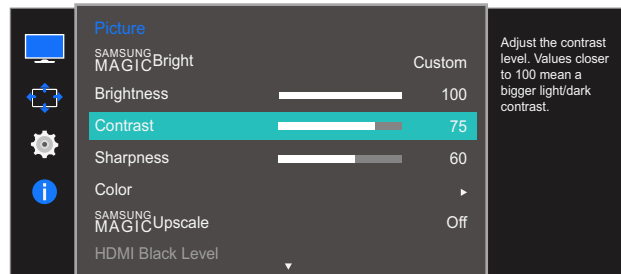 Picture
SAMSUNG
MAGICBright Custom
Brightness 100
Contrast 75
Sharpness 60
Color
SAMSUNG
MAGICUpscale Off
HDMI Black Level
Adjust the contrast
level. Values closer
to 100 mean a
bigger light/dark
contrast.